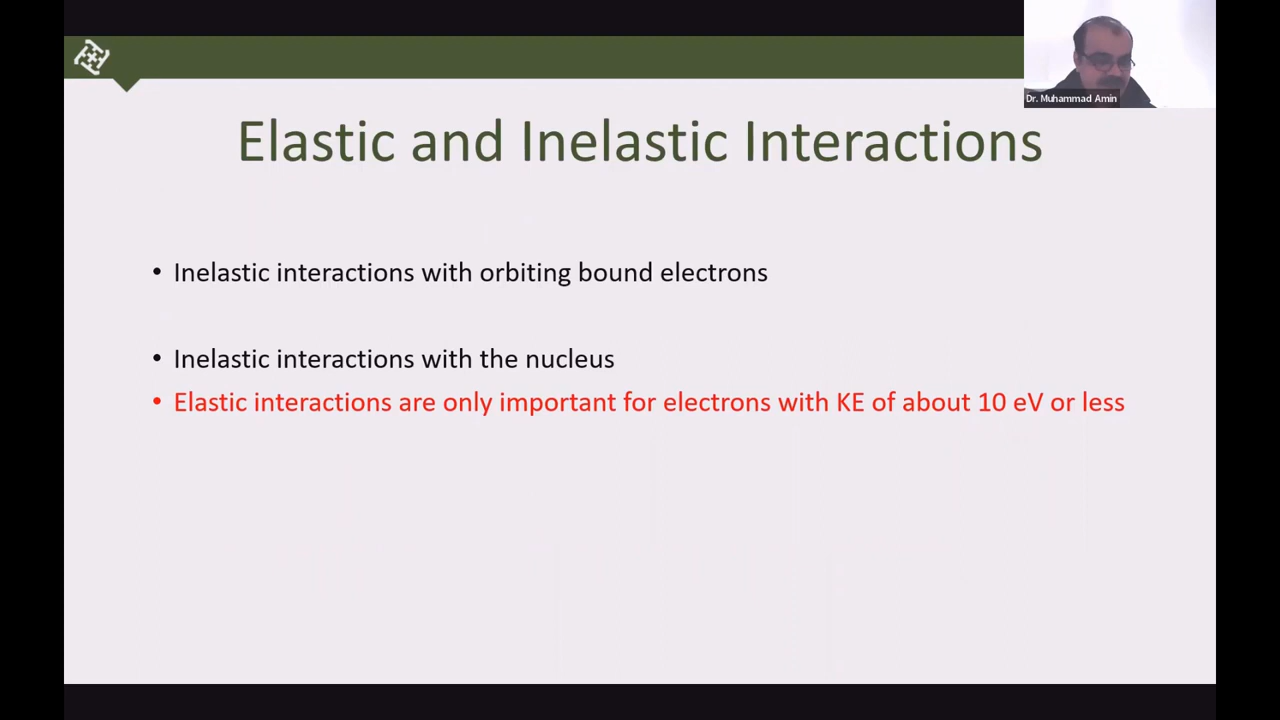 Dr. Muhammad Amin
Elastic and Inelastic Interactions
• Inelastic interactions with orbiting bound electrons
• Inelastic interactions with the nucleus
• Elastic interactions are only important for electrons with KE of about 10 eV or less